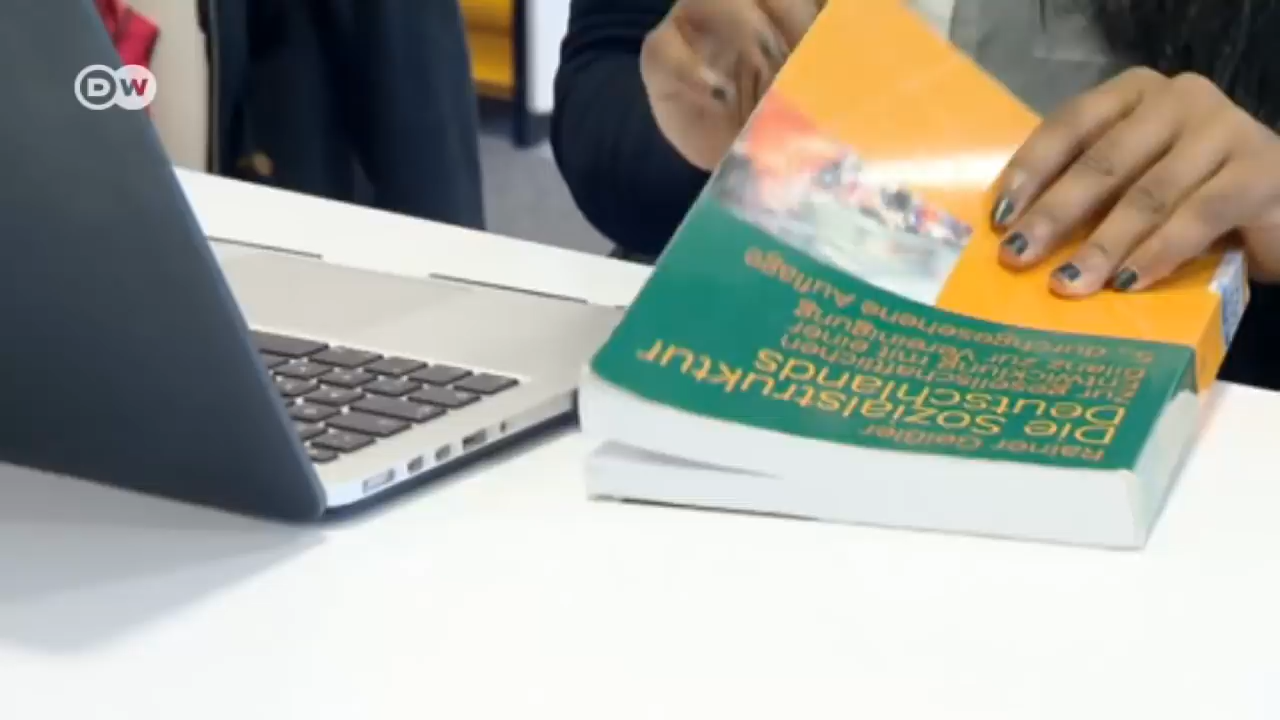 DW
Rainer Geißler
Die Sozialstruktur
Deutschlands
Zur gesellschaftlichen
Entwicklung mit einer
Bilanz zur Vereinigung
5., durchgesehene Auflage